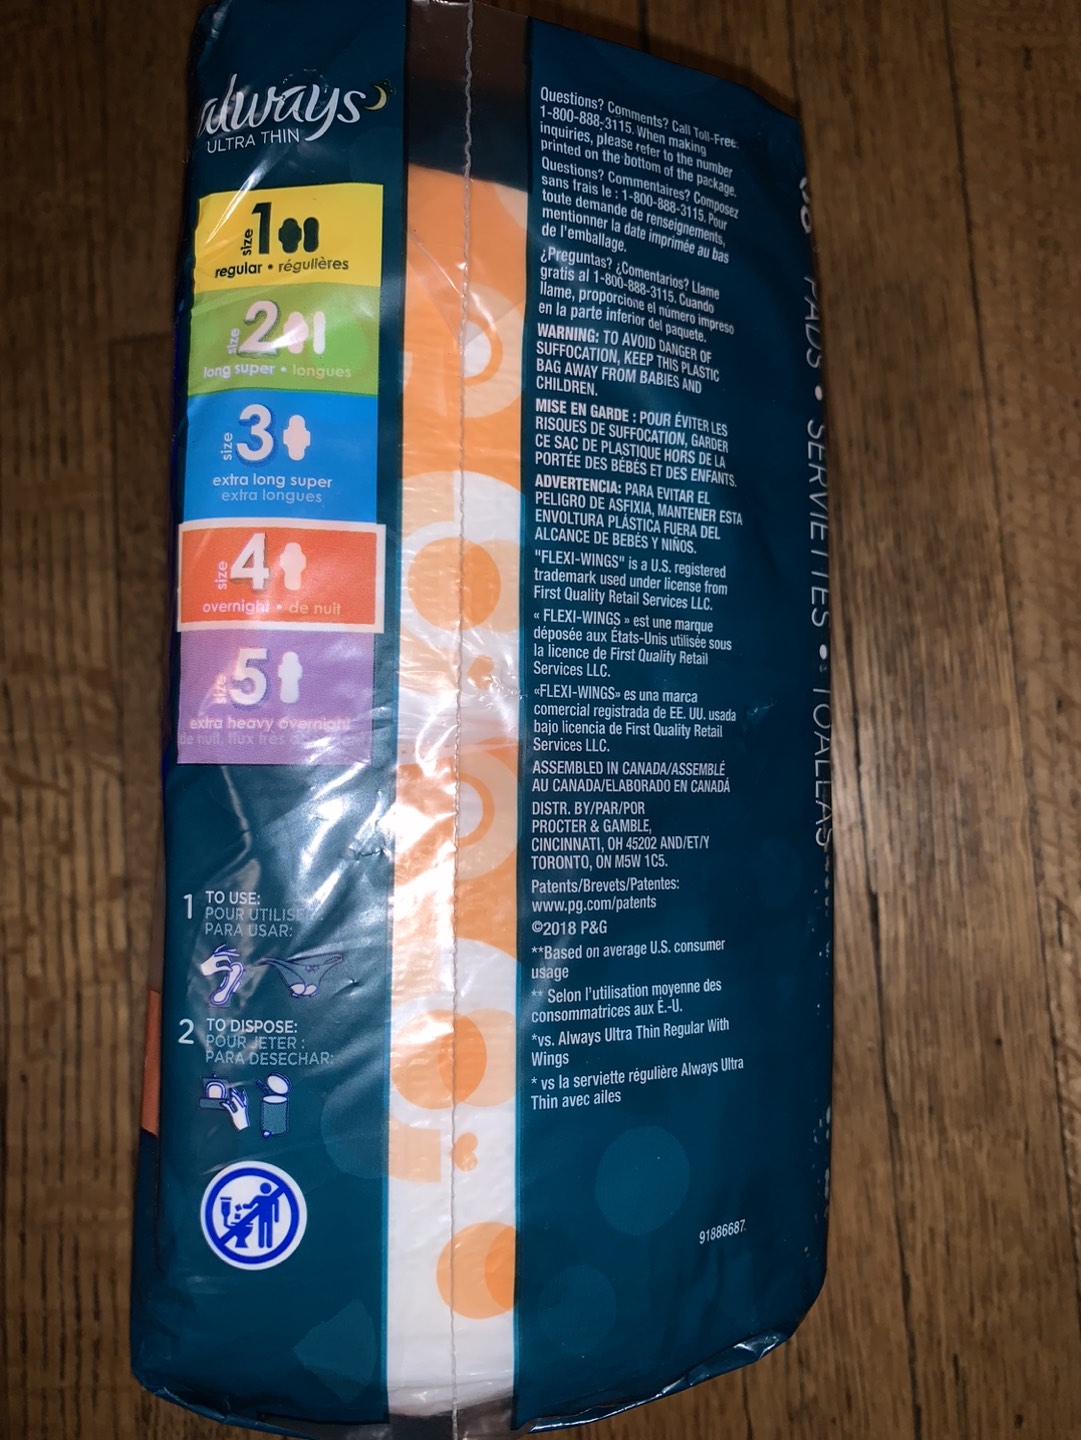 always
ULTRA THIN
size 1
regular • régulières
size 2
long super • longues
size 3
extra long super
extra longues
size 4
overnight • de nuit
size 5
extra heavy overnight
de nuit, flux très
1 TO USE:
POUR UTILISER
PARA USAR:
2 TO DISPOSE:
POUR JETER :
PARA DESECHAR:
Questions? Comments? Call Toll-Free:
1-800-888-3115. When making
inquiries, please refer to the number
printed on the bottom of the package.
Questions? Commentaires? Composez
sans frais le : 1-800-888-3115. Pour
toute demande de renseignements,
mentionner la date imprimée au bas
de l'emballage.
¿Preguntas? ¿Comentarios? Llame
gratis al 1-800-888-3115. Cuando
llame, proporcione el número impreso
en la parte inferior del paquete.
WARNING: TO AVOID DANGER OF
SUFFOCATION, KEEP THIS PLASTIC
BAG AWAY FROM BABIES AND
CHILDREN.
MISE EN GARDE : POUR ÉVITER LES
RISQUES DE SUFFOCATION, GARDER
CE SAC DE PLASTIQUE HORS DE LA
PORTÉE DES BÉBÉS ET DES ENFANTS.
ADVERTENCIA: PARA EVITAR EL
PELIGRO DE ASFIXIA, MANTENER ESTA
ENVOLTURA PLÁSTICA FUERA DEL
ALCANCE DE BEBÉS Y NIÑOS.
"FLEXI-WINGS" is a U.S. registered
trademark used under license from
First Quality Retail Services LLC.
« FLEXI-WINGS » est une marque
déposée aux États-Unis utilisée sous
la licence de First Quality Retail
Services LLC.
«FLEXI-WINGS» es una marca
comercial registrada de EE. UU. usada
bajo licencia de First Quality Retail
Services LLC.
ASSEMBLED IN CANADA/ASSEMBLÉ
AU CANADA/ELABORADO EN CANADÁ
DISTR. BY/PAR/POR
PROCTER & GAMBLE,
CINCINNATI, OH 45202 AND/ET/Y
TORONTO, ON M5W 1C5.
Patents/Brevets/Patentes:
www.pg.com/patents
©2018 P&G
**Based on average U.S. consumer
usage
** Selon l'utilisation moyenne des
consommatrices aux É.-U.
*vs. Always Ultra Thin Regular With
Wings
* vs la serviette régulière Always Ultra
Thin avec ailes
91886687
PADS • SERVIETTES • TOALLAS